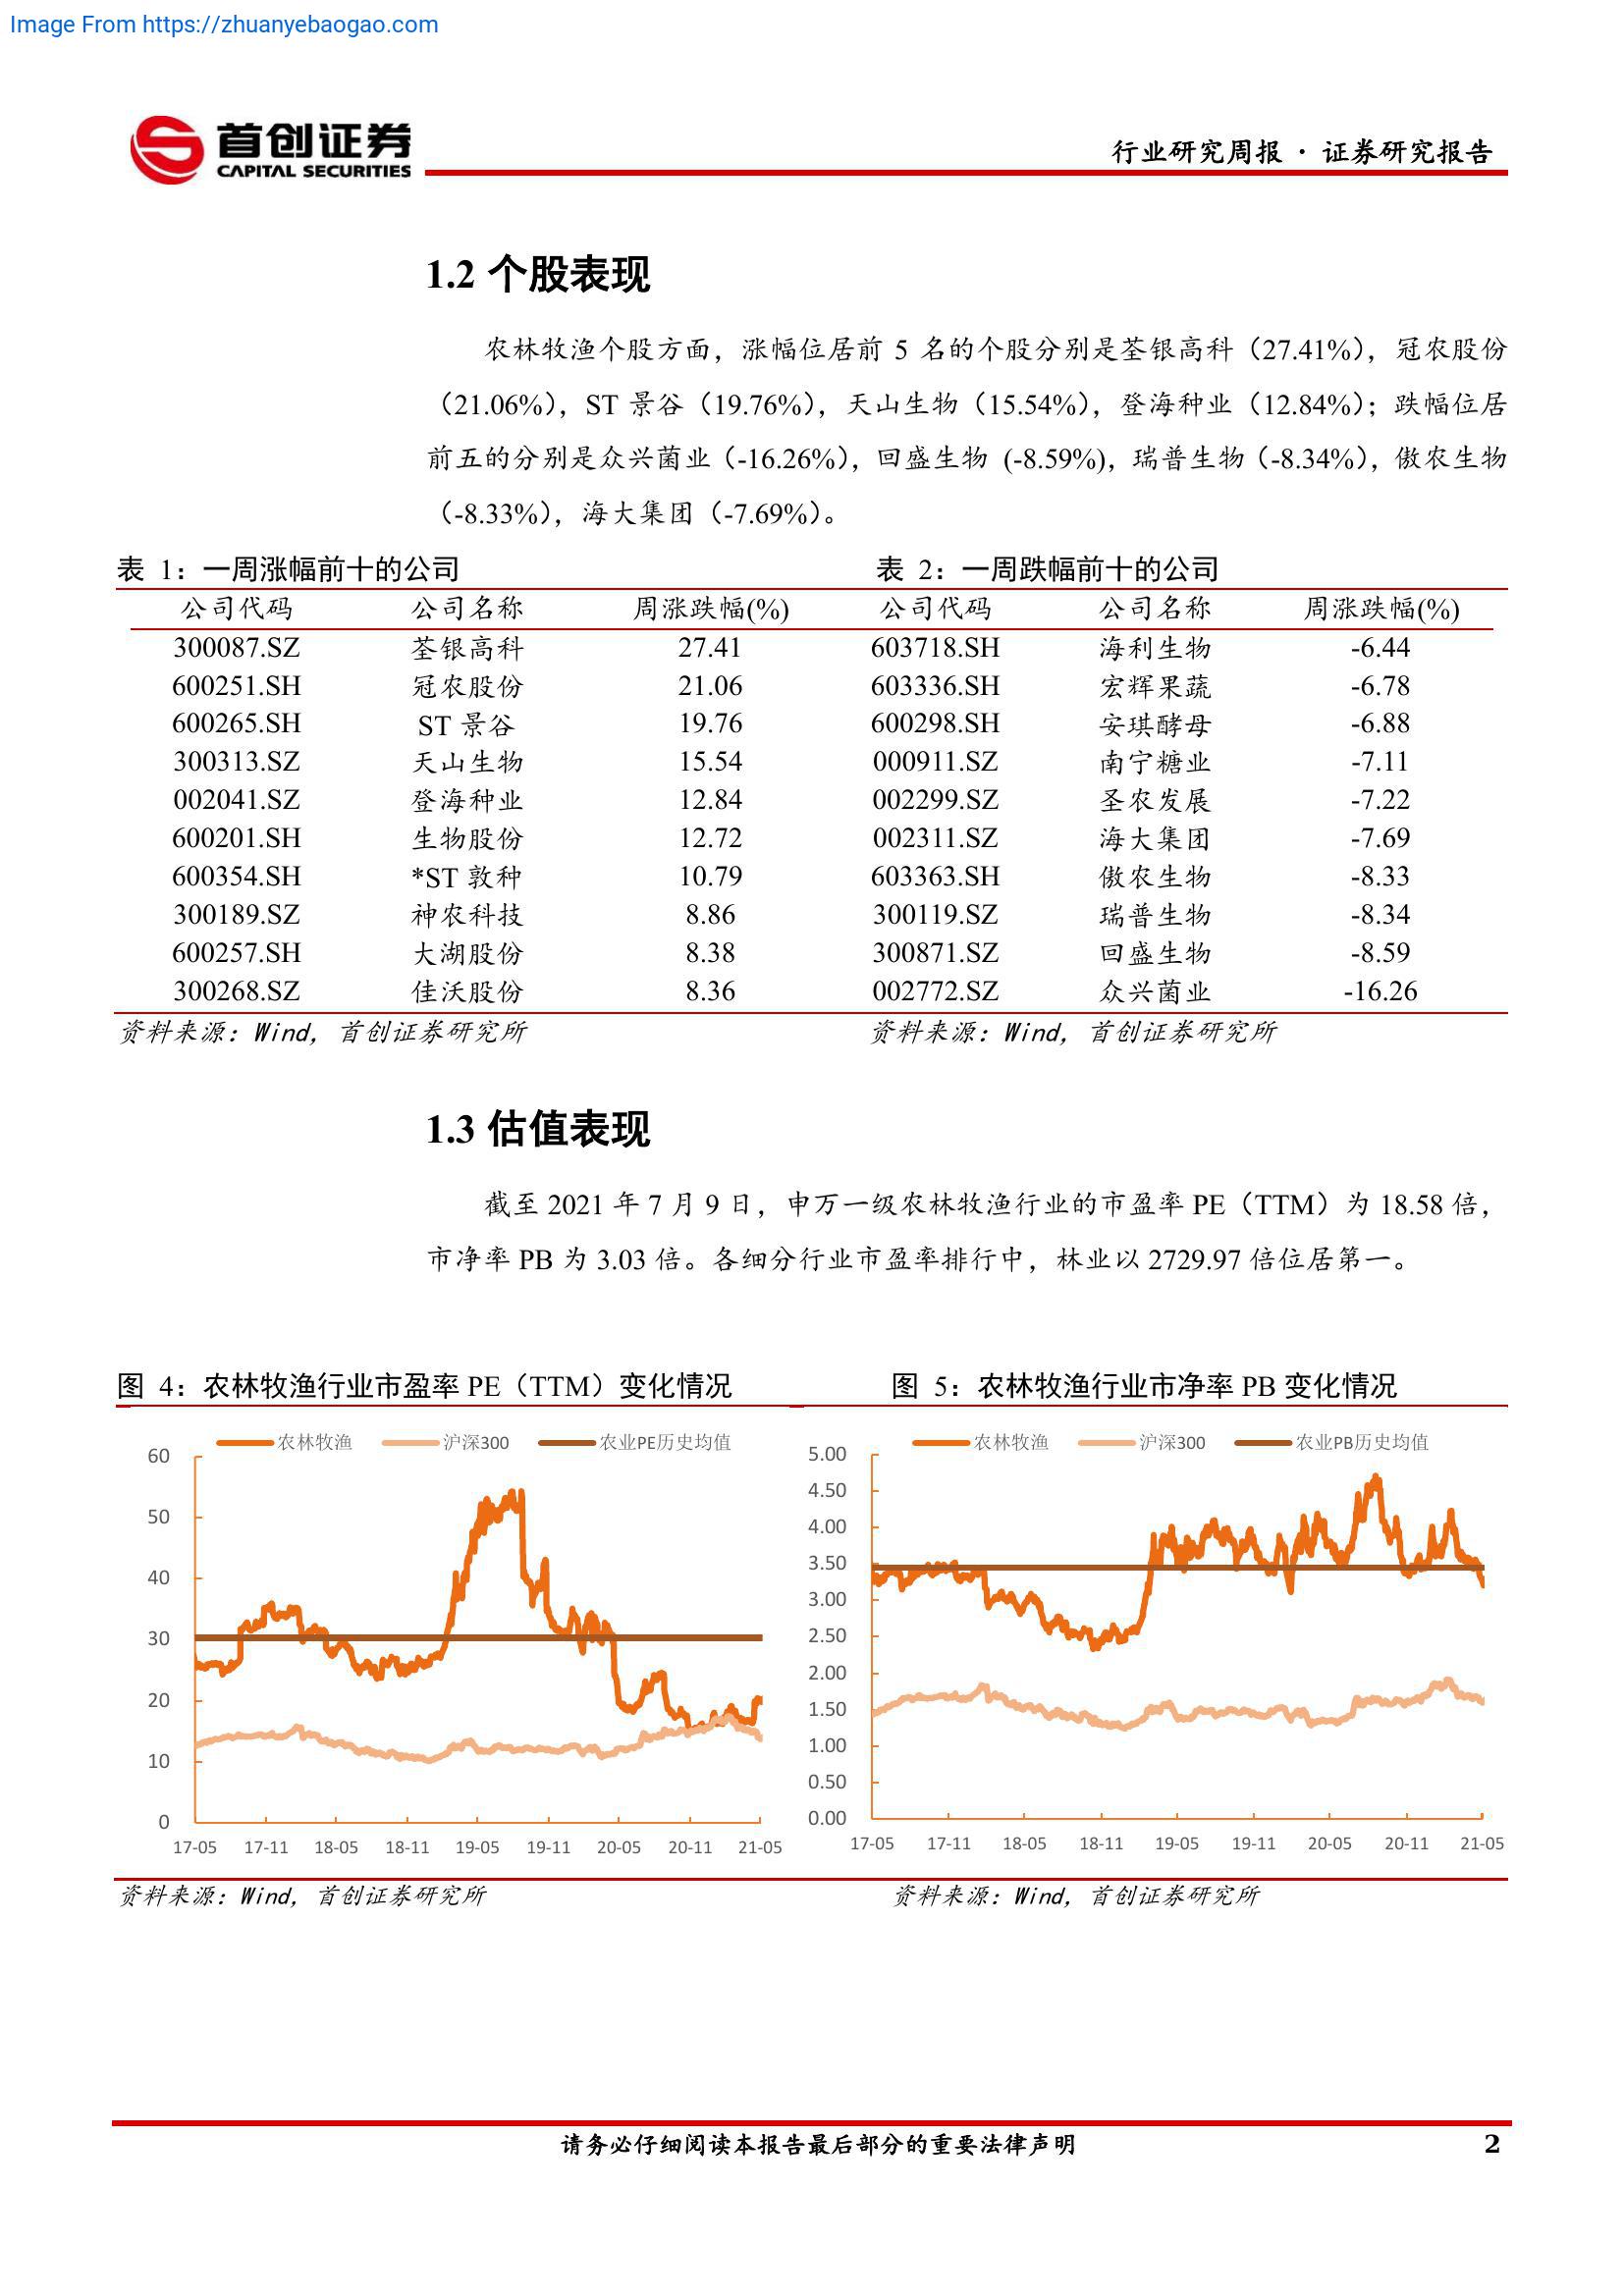 Image From https://zhuanyebaogao.com
首创证券
CAPITAL SECURITIES
行业研究周报 · 证券研究报告
1.2 个股表现
农林牧渔个股方面，涨幅位居前 5 名的个股分别是荃银高科（27.41%），冠农股份
（21.06%），ST 景谷（19.76%），天山生物（15.54%），登海种业（12.84%）；跌幅位居
前五的分别是众兴菌业（-16.26%），回盛生物 (-8.59%)，瑞普生物（-8.34%），傲农生物
（-8.33%），海大集团（-7.69%）。
表 1：一周涨幅前十的公司 表 2：一周跌幅前十的公司
公司代码 公司名称 周涨跌幅(%) 公司代码 公司名称 周涨跌幅(%)
300087.SZ 荃银高科 27.41 603718.SH 海利生物 -6.44
600251.SH 冠农股份 21.06 603336.SH 宏辉果蔬 -6.78
600265.SH ST 景谷 19.76 600298.SH 安琪酵母 -6.88
300313.SZ 天山生物 15.54 000911.SZ 南宁糖业 -7.11
002041.SZ 登海种业 12.84 002299.SZ 圣农发展 -7.22
600201.SH 生物股份 12.72 002311.SZ 海大集团 -7.69
600354.SH *ST 敦种 10.79 603363.SH 傲农生物 -8.33
300189.SZ 神农科技 8.86 300119.SZ 瑞普生物 -8.34
600257.SH 大湖股份 8.38 300871.SZ 回盛生物 -8.59
300268.SZ 佳沃股份 8.36 002772.SZ 众兴菌业 -16.26
资料来源：Wind，首创证券研究所 资料来源：Wind，首创证券研究所
1.3 估值表现
截至 2021 年 7 月 9 日，申万一级农林牧渔行业的市盈率 PE（TTM）为 18.58 倍，
市净率 PB 为 3.03 倍。各细分行业市盈率排行中，林业以 2729.97 倍位居第一。
图 4：农林牧渔行业市盈率 PE（TTM）变化情况 图 5：农林牧渔行业市净率 PB 变化情况
农林牧渔 沪深300 农业PE历史均值
60
50
40
30
20
10
0
17-05 17-11 18-05 18-11 19-05 19-11 20-05 20-11 21-05
农林牧渔 沪深300 农业PB历史均值
5.00
4.50
4.00
3.50
3.00
2.50
2.00
1.50
1.00
0.50
0.00
17-05 17-11 18-05 18-11 19-05 19-11 20-05 20-11 21-05
资料来源：Wind，首创证券研究所 资料来源：Wind，首创证券研究所
请务必仔细阅读本报告最后部分的重要法律声明 2